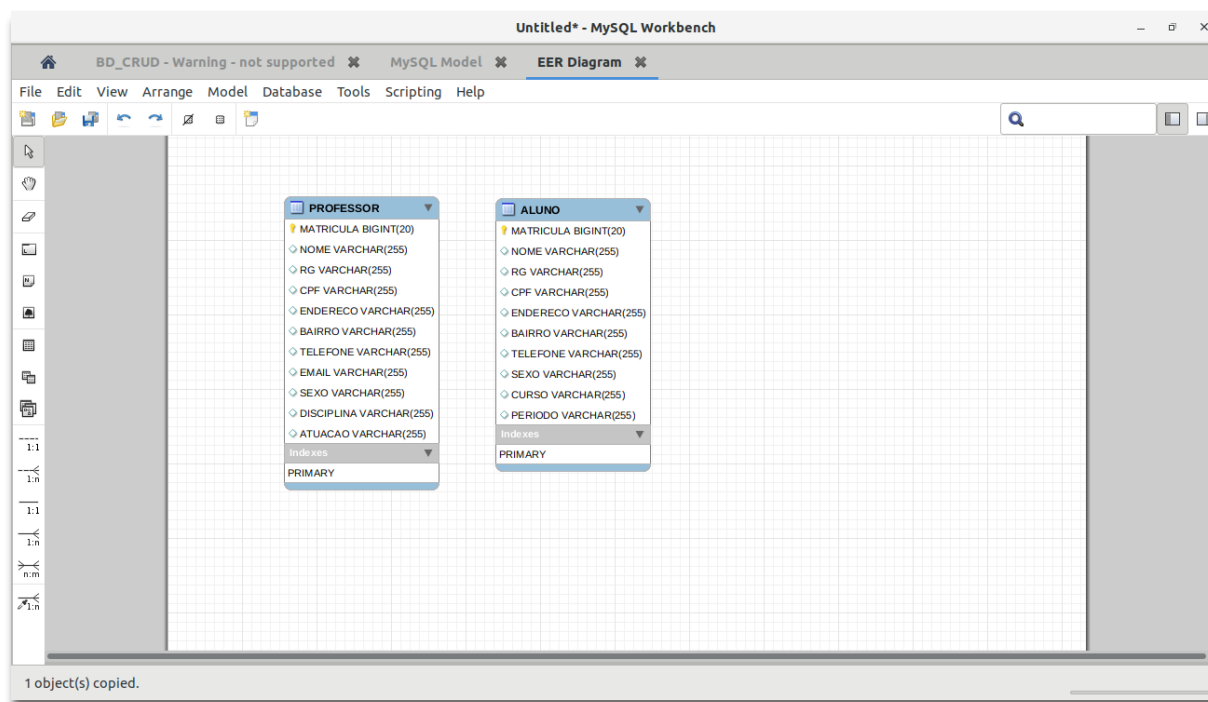 Untitled* - MySQL Workbench
BD_CRUD - Warning - not supported
MySQL Model
EER Diagram
File Edit View Arrange Model Database Tools Scripting Help
PROFESSOR
MATRICULA BIGINT(20)
NOME VARCHAR(255)
RG VARCHAR(255)
CPF VARCHAR(255)
ENDERECO VARCHAR(255)
BAIRRO VARCHAR(255)
TELEFONE VARCHAR(255)
EMAIL VARCHAR(255)
SEXO VARCHAR(255)
DISCIPLINA VARCHAR(255)
ATUACAO VARCHAR(255)
Indexes
PRIMARY
ALUNO
MATRICULA BIGINT(20)
NOME VARCHAR(255)
RG VARCHAR(255)
CPF VARCHAR(255)
ENDERECO VARCHAR(255)
BAIRRO VARCHAR(255)
TELEFONE VARCHAR(255)
SEXO VARCHAR(255)
CURSO VARCHAR(255)
PERIODO VARCHAR(255)
Indexes
PRIMARY
1:1
1:n
1:1
1:n
n:m
1:n
1 object(s) copied.